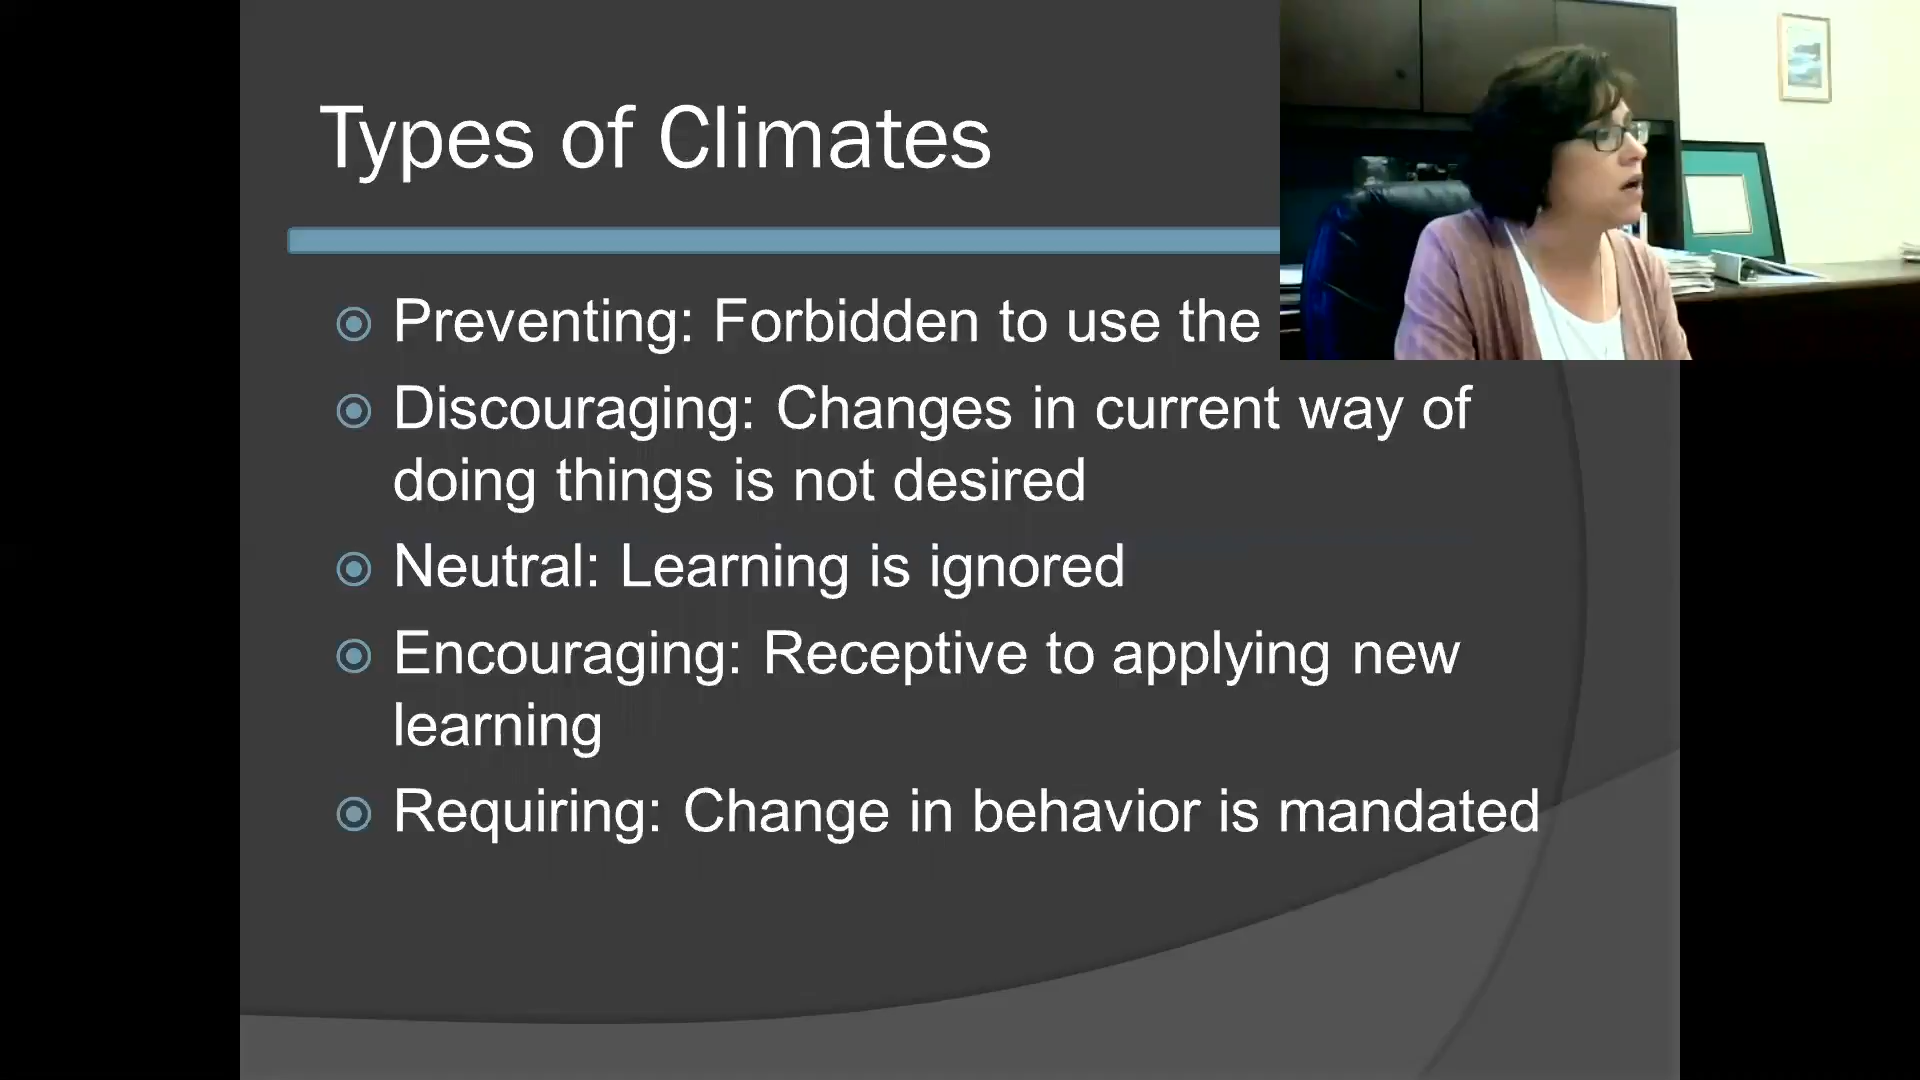 Types of Climates
Preventing: Forbidden to use the
Discouraging: Changes in current way of
doing things is not desired
Neutral: Learning is ignored
Encouraging: Receptive to applying new
learning
Requiring: Change in behavior is mandated